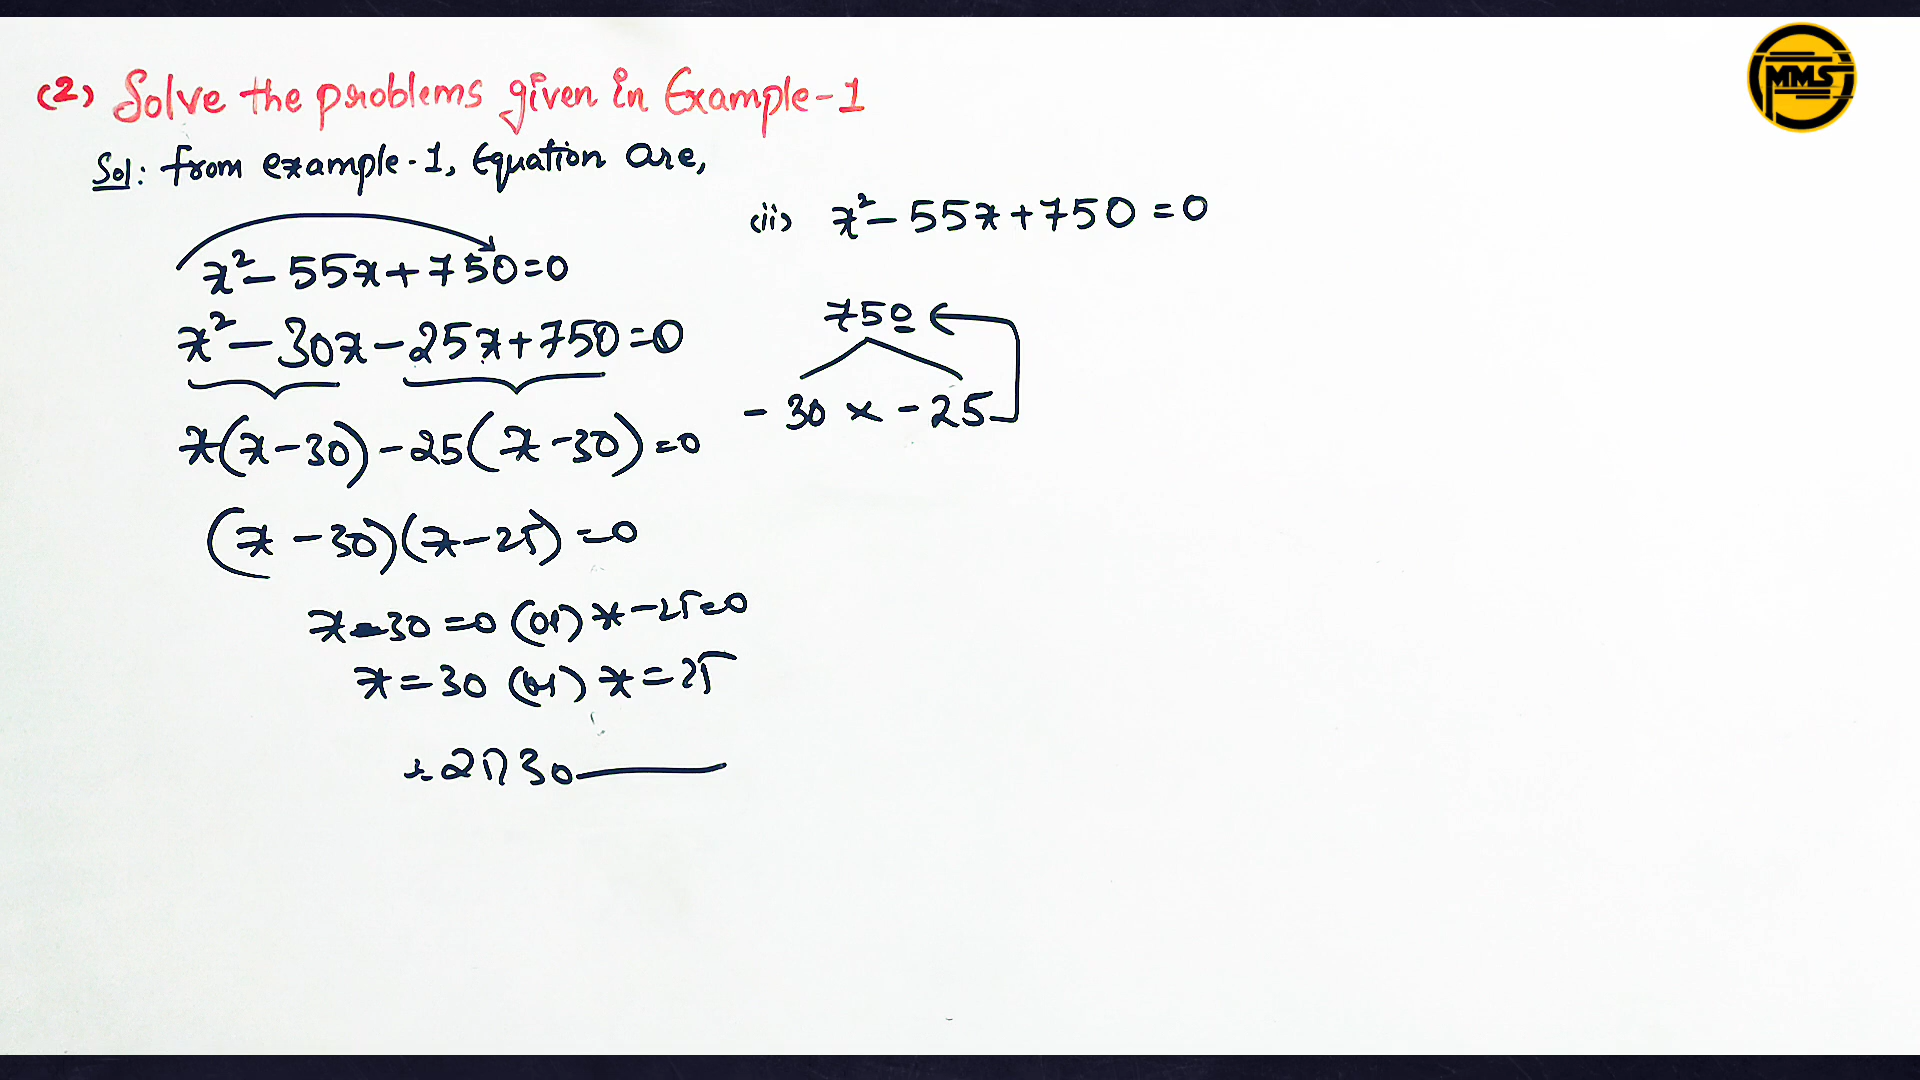 (2) Solve the problems given in Example-1
Sol: from example-1, Equation are,
x² - 55x + 750 = 0
x² - 30x - 25x + 750 = 0
x(x - 30) - 25(x - 30) = 0
(x - 30)(x - 25) = 0
x - 30 = 0 (or) x - 25 = 0
x = 30 (or) x = 25
(ii) x² - 55x + 750 = 0
750
- 30 x - 25
MMS